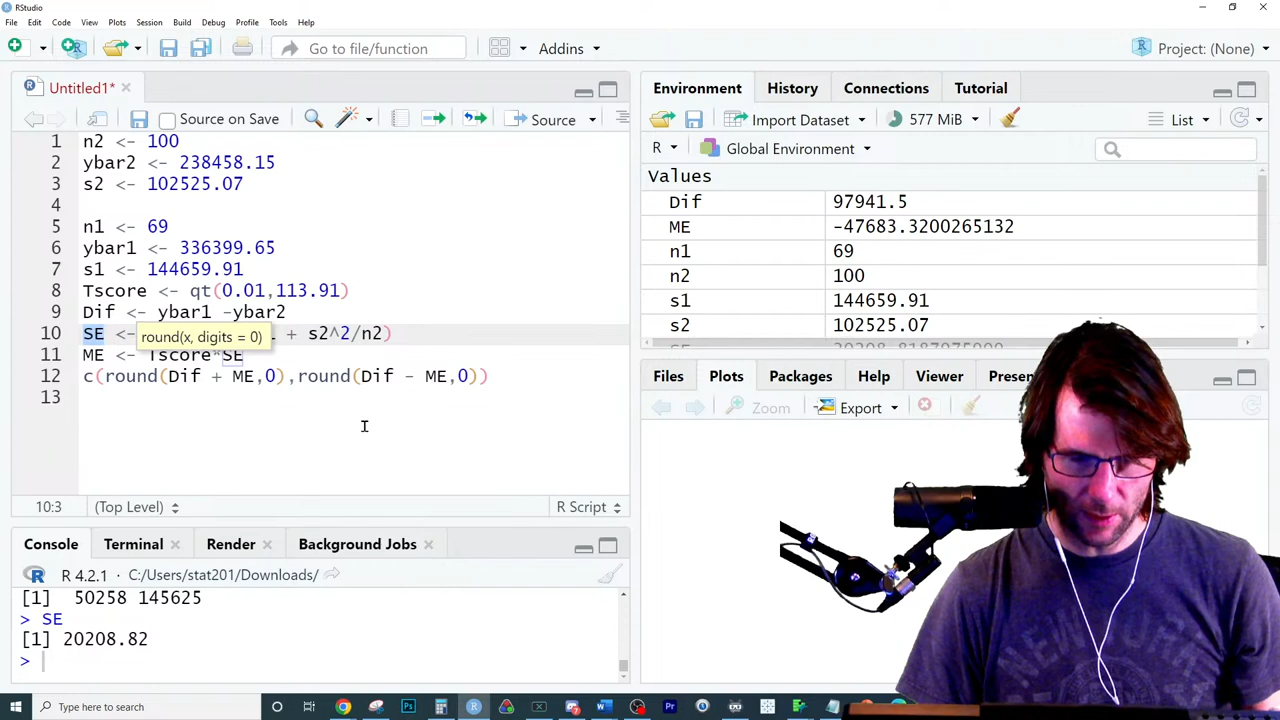 RStudio
File Edit Code View Plots Session Build Debug Profile Tools Help
Go to file/function Addins Project: (None)
Untitled1*
Source on Save Source
1 n2 <- 100
2 ybar2 <- 238458.15
3 s2 <- 102525.07
4
5 n1 <- 69
6 ybar1 <- 336399.65
7 s1 <- 144659.91
8 Tscore <- qt(0.01,113.91)
9 Dif <- ybar1 -ybar2
10 SE <- + s2^2/n2)
round(x, digits = 0)
11 ME <- Tscore*SE
12 c(round(Dif + ME,0),round(Dif - ME,0))
13
10:3 (Top Level) R Script
Console Terminal Render Background Jobs
R 4.2.1 · C:/Users/stat201/Downloads/
[1] 50258 145625
> SE
[1] 20208.82
>
Environment History Connections Tutorial
Import Dataset 577 MiB List
R Global Environment
Values
Dif 97941.5
ME -47683.3200265132
n1 69
n2 100
s1 144659.91
s2 102525.07
Files Plots Packages Help Viewer
Zoom Export
Type here to search